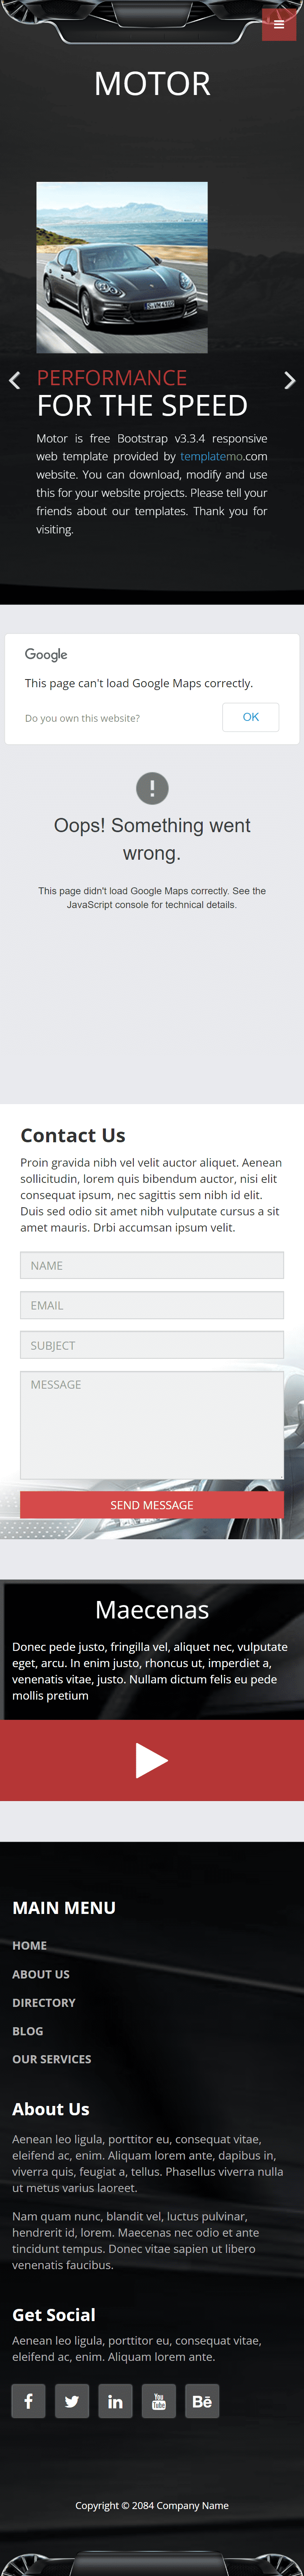 MOTOR
PERFORMANCE
FOR THE SPEED
Motor is free Bootstrap v3.3.4 responsive
web template provided by templatemo.com
website. You can download, modify and use
this for your website projects. Please tell your
friends about our templates. Thank you for
visiting.
Google
This page can't load Google Maps correctly.
Do you own this website?
OK
Oops! Something went
wrong.
This page didn't load Google Maps correctly. See the
JavaScript console for technical details.
Contact Us
Proin gravida nibh vel velit auctor aliquet. Aenean
sollicitudin, lorem quis bibendum auctor, nisi elit
consequat ipsum, nec sagittis sem nibh id elit.
Duis sed odio sit amet nibh vulputate cursus a sit
amet mauris. Drbi accumsan ipsum velit.
NAME
EMAIL
SUBJECT
MESSAGE
SEND MESSAGE
Maecenas
Donec pede justo, fringilla vel, aliquet nec, vulputate
eget, arcu. In enim justo, rhoncus ut, imperdiet a,
venenatis vitae, justo. Nullam dictum felis eu pede
mollis pretium
MAIN MENU
HOME
ABOUT US
DIRECTORY
BLOG
OUR SERVICES
About Us
Aenean leo ligula, porttitor eu, consequat vitae,
eleifend ac, enim. Aliquam lorem ante, dapibus in,
viverra quis, feugiat a, tellus. Phasellus viverra nulla
ut metus varius laoreet.
Nam quam nunc, blandit vel, luctus pulvinar,
hendrerit id, lorem. Maecenas nec odio et ante
tincidunt tempus. Donec vitae sapien ut libero
venenatis faucibus.
Get Social
Aenean leo ligula, porttitor eu, consequat vitae,
eleifend ac, enim. Aliquam lorem ante.
You Tube
Bē
Copyright © 2084 Company Name